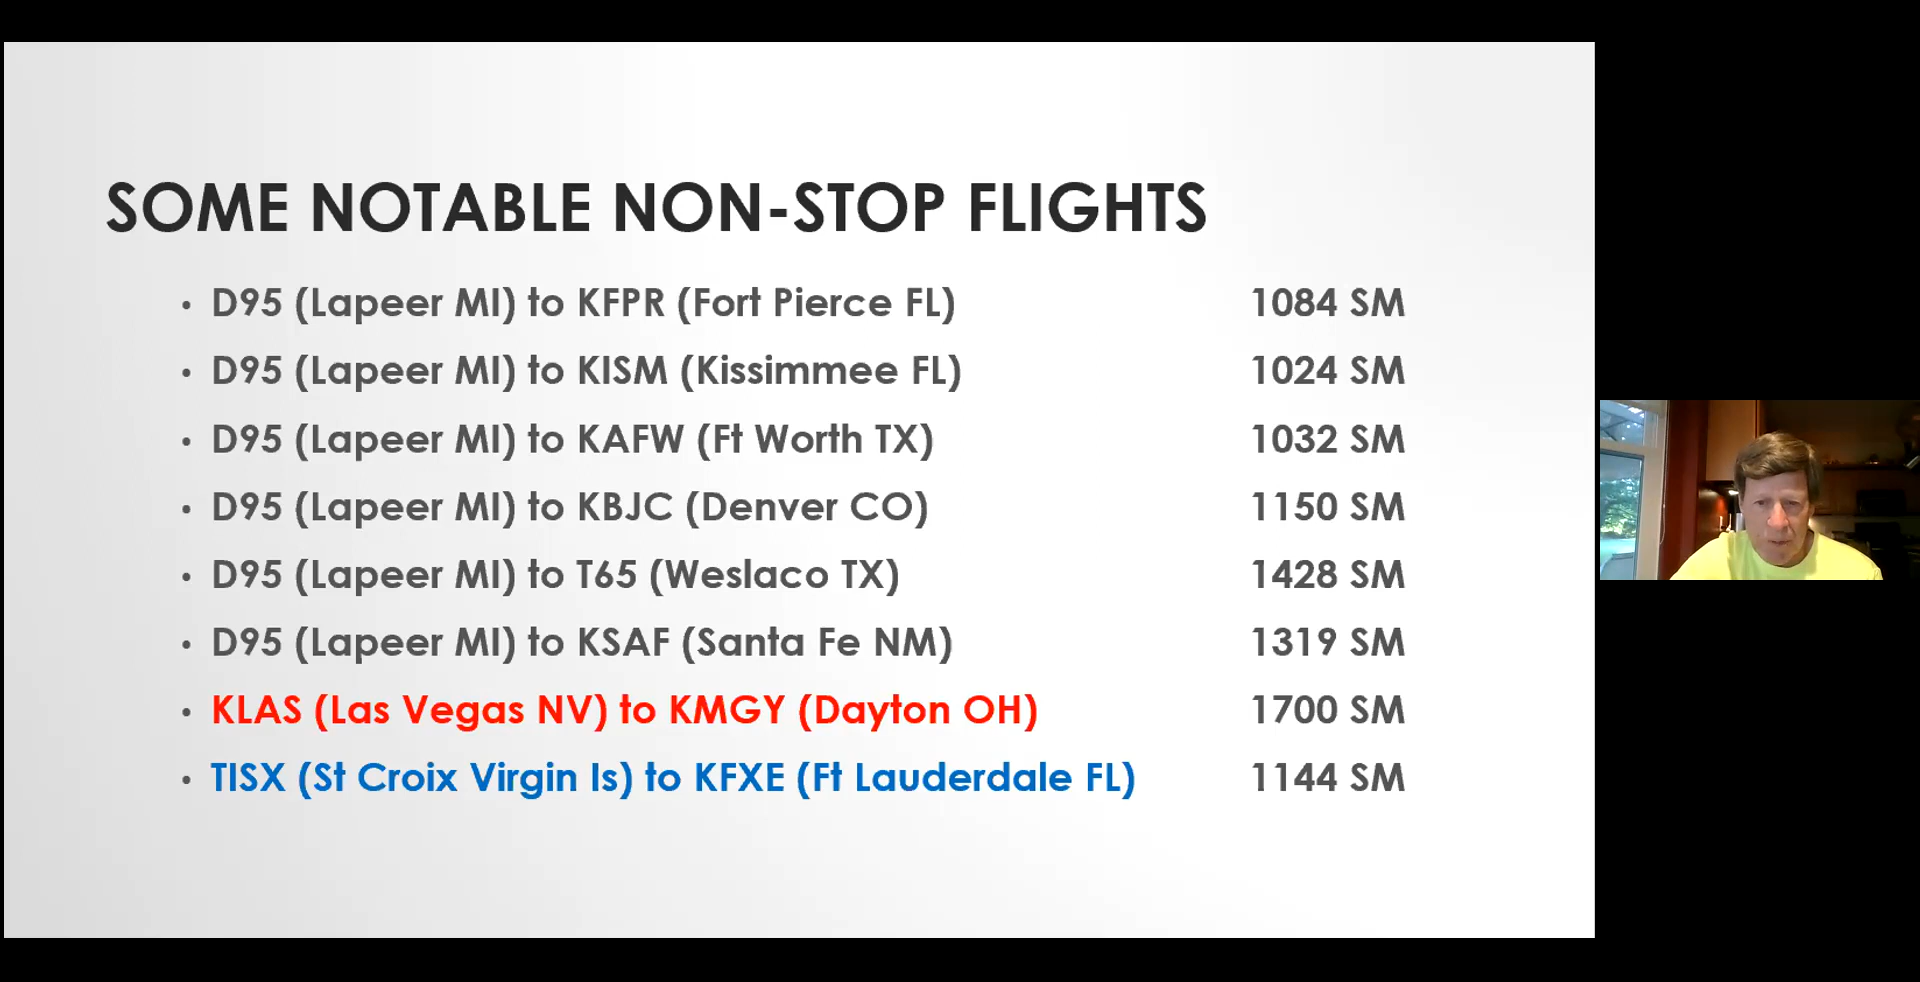 SOME NOTABLE NON-STOP FLIGHTS
• D95 (Lapeer MI) to KFPR (Fort Pierce FL) 1084 SM
• D95 (Lapeer MI) to KISM (Kissimmee FL) 1024 SM
• D95 (Lapeer MI) to KAFW (Ft Worth TX) 1032 SM
• D95 (Lapeer MI) to KBJC (Denver CO) 1150 SM
• D95 (Lapeer MI) to T65 (Weslaco TX) 1428 SM
• D95 (Lapeer MI) to KSAF (Santa Fe NM) 1319 SM
• KLAS (Las Vegas NV) to KMGY (Dayton OH) 1700 SM
• TISX (St Croix Virgin Is) to KFXE (Ft Lauderdale FL) 1144 SM